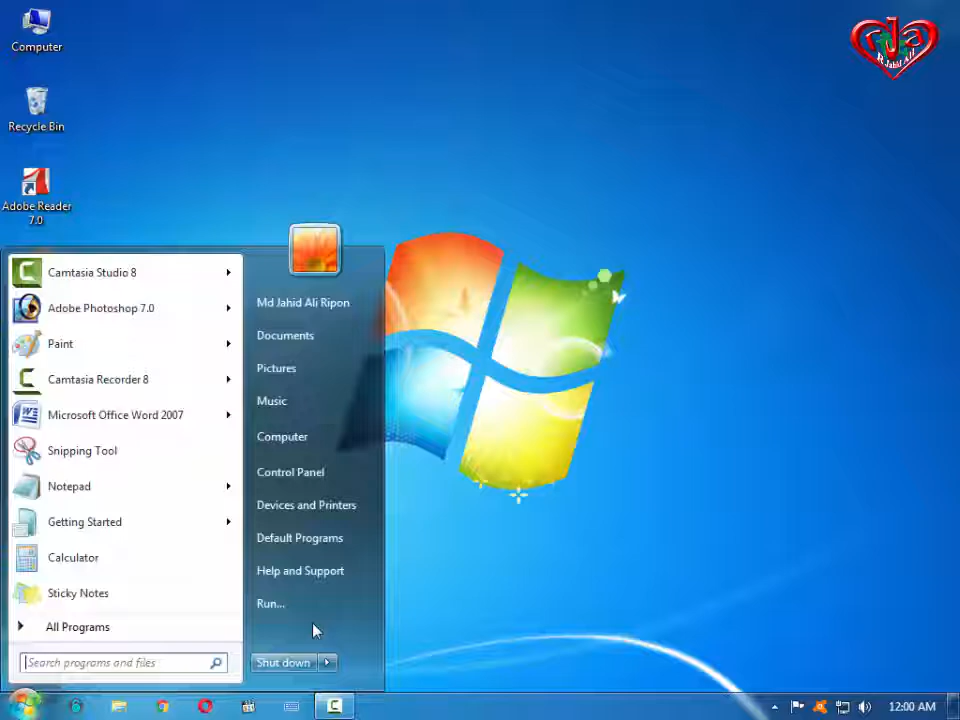 Computer
Recycle Bin
Adobe Reader
7.0
rja
R Jahid Ali
Camtasia Studio 8
Adobe Photoshop 7.0
Paint
Camtasia Recorder 8
Microsoft Office Word 2007
Snipping Tool
Notepad
Getting Started
Calculator
Sticky Notes
All Programs
Search programs and files
Md Jahid Ali Ripon
Documents
Pictures
Music
Computer
Control Panel
Devices and Printers
Default Programs
Help and Support
Run...
Shut down
12:00 AM